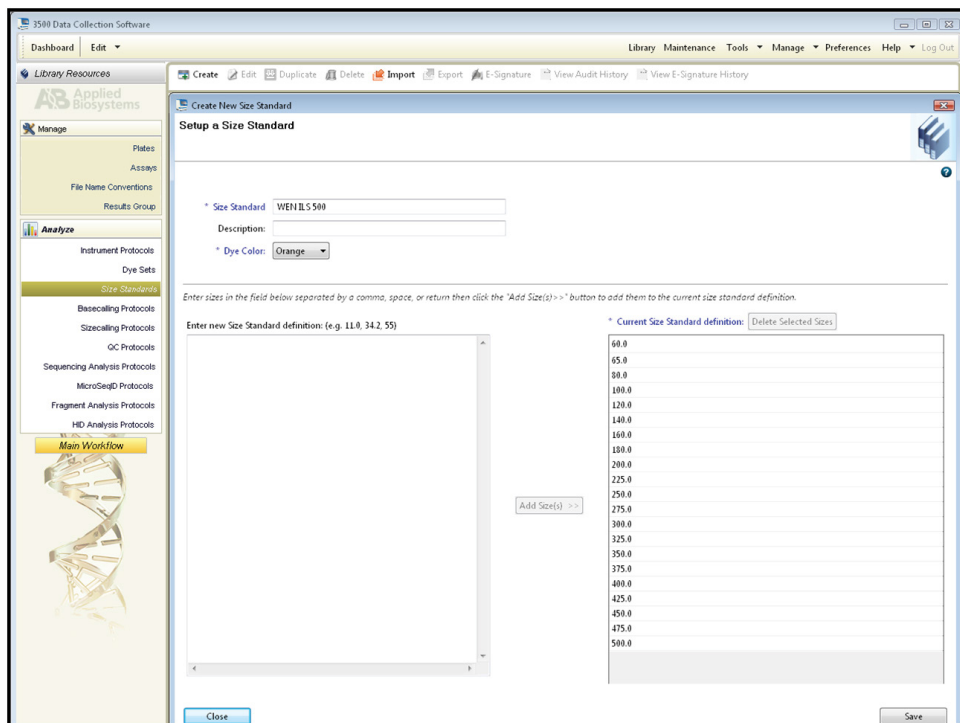 3500 Data Collection Software
Dashboard Edit Library Maintenance Tools Manage Preferences Help Log Out
Library Resources
Create Edit Duplicate Delete Import Export E-Signature View Audit History View E-Signature History
AB Applied Biosystems
Manage
Plates
Assays
File Name Conventions
Results Group
Analyze
Instrument Protocols
Dye Sets
Size Standards
Basecalling Protocols
Sizecalling Protocols
QC Protocols
Sequencing Analysis Protocols
MicroSeqID Protocols
Fragment Analysis Protocols
HID Analysis Protocols
Main Workflow
Create New Size Standard
Setup a Size Standard
* Size Standard WEN ILS 500
Description:
* Dye Color: Orange
Enter sizes in the field below separated by a comma, space, or return then click the "Add Size(s)>>" button to add them to the current size standard definition.
Enter new Size Standard definition: (e.g. 11.0, 34.2, 55)
* Current Size Standard definition: Delete Selected Sizes
60.0
65.0
80.0
100.0
120.0
140.0
160.0
180.0
200.0
225.0
250.0
275.0
300.0
325.0
350.0
375.0
400.0
425.0
450.0
475.0
500.0
Add Size(s) >>
Close Save